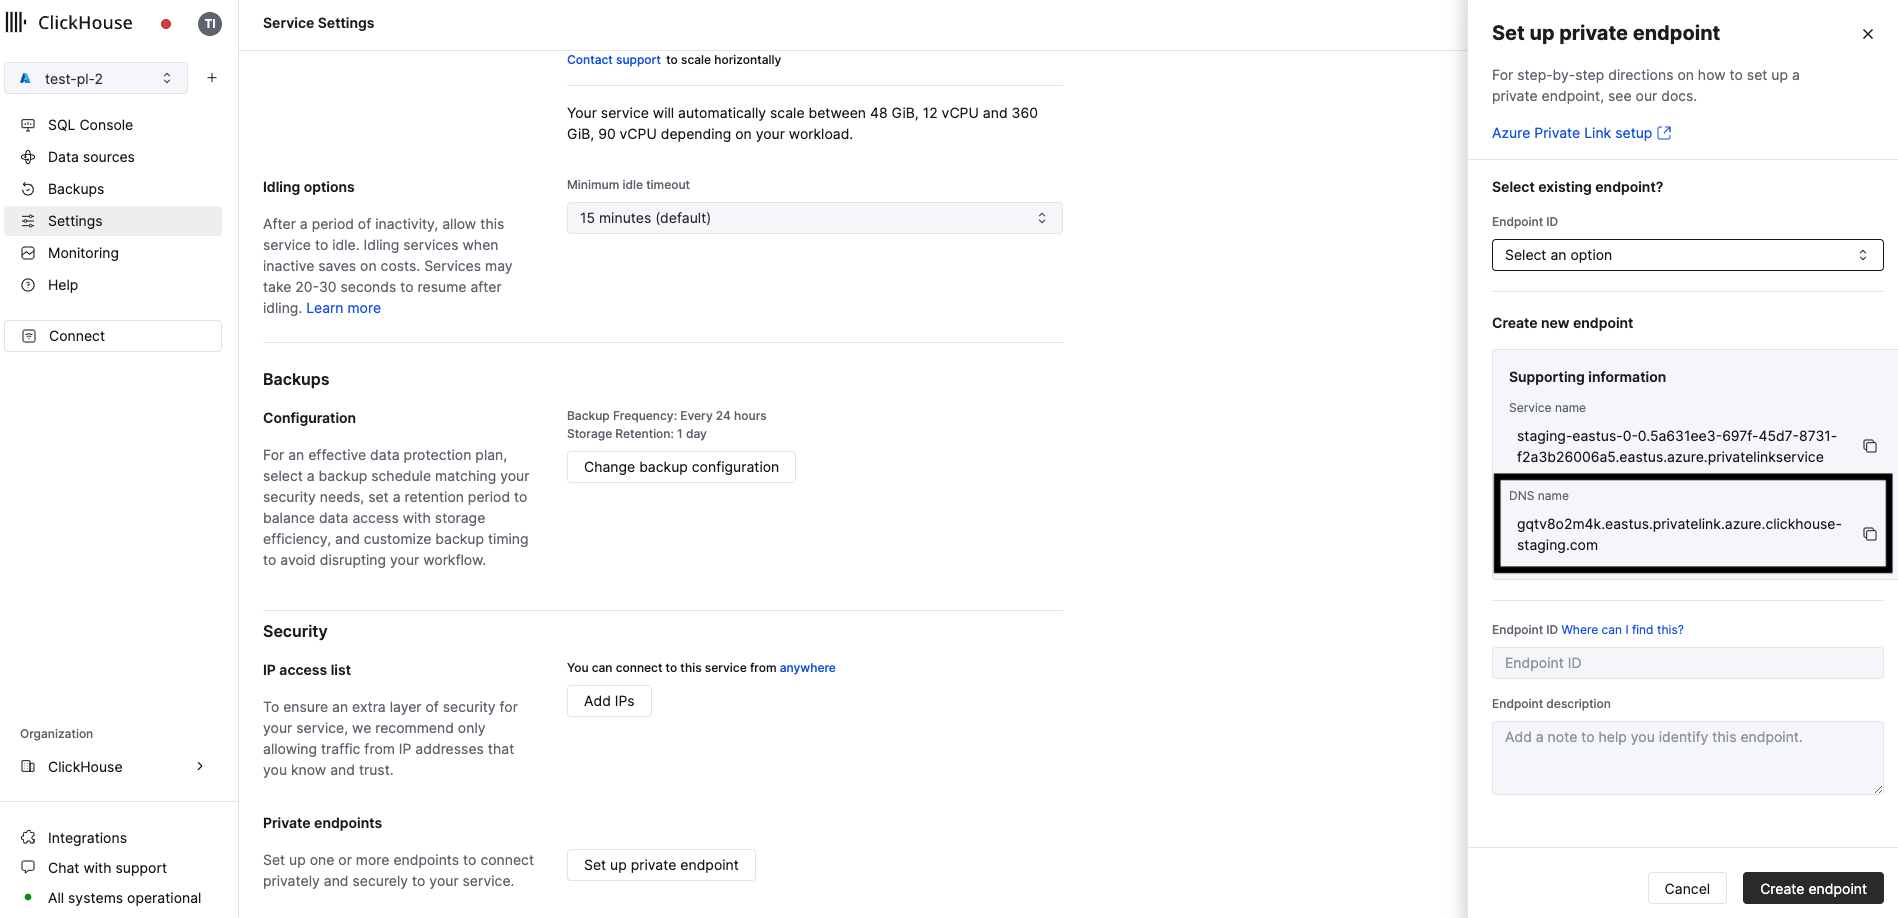 ClickHouse
TI
test-pl-2
SQL Console
Data sources
Backups
Settings
Monitoring
Help
Connect
Organization
ClickHouse
Integrations
Chat with support
All systems operational
Service Settings
Contact support to scale horizontally
Your service will automatically scale between 48 GiB, 12 vCPU and 360
GiB, 90 vCPU depending on your workload.
Idling options
After a period of inactivity, allow this
service to idle. Idling services when
inactive saves on costs. Services may
take 20-30 seconds to resume after
idling. Learn more
Minimum idle timeout
15 minutes (default)
Backups
Configuration
For an effective data protection plan,
select a backup schedule matching your
security needs, set a retention period to
balance data access with storage
efficiency, and customize backup timing
to avoid disrupting your workflow.
Backup Frequency: Every 24 hours
Storage Retention: 1 day
Change backup configuration
Security
IP access list
To ensure an extra layer of security for
your service, we recommend only
allowing traffic from IP addresses that
you know and trust.
You can connect to this service from anywhere
Add IPs
Private endpoints
Set up one or more endpoints to connect
privately and securely to your service.
Set up private endpoint
Set up private endpoint
For step-by-step directions on how to set up a
private endpoint, see our docs.
Azure Private Link setup
Select existing endpoint?
Endpoint ID
Select an option
Create new endpoint
Supporting information
Service name
staging-eastus-0-0.5a631ee3-697f-45d7-8731-
f2a3b26006a5.eastus.azure.privatelinkservice
DNS name
gqtv8o2m4k.eastus.privatelink.azure.clickhouse-
staging.com
Endpoint ID Where can I find this?
Endpoint ID
Endpoint description
Add a note to help you identify this endpoint.
Cancel
Create endpoint